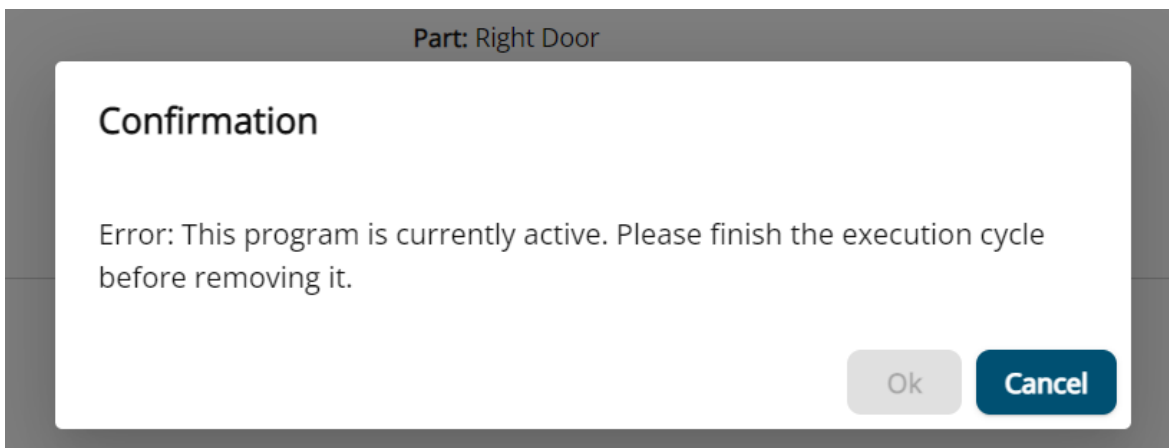 Part: Right Door
Confirmation
Error: This program is currently active. Please finish the execution cycle
before removing it.
Ok
Cancel